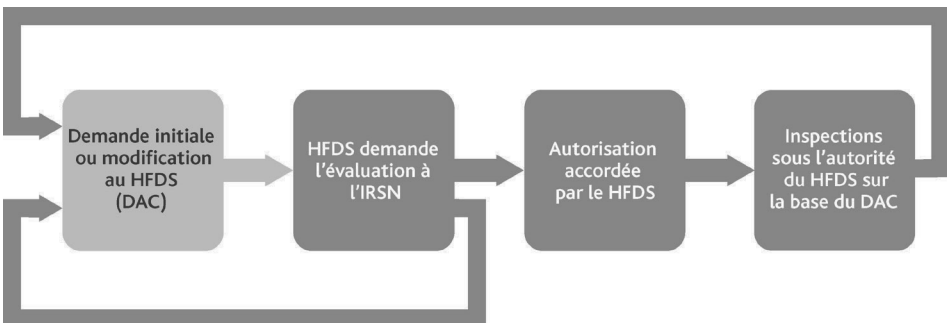 Demande initiale
ou modification
au HFDS
(DAC)
HFDS demande
l'évaluation à
l'IRSN
Autorisation
accordée
par le HFDS
Inspections
sous l'autorité
du HFDS sur
la base du DAC